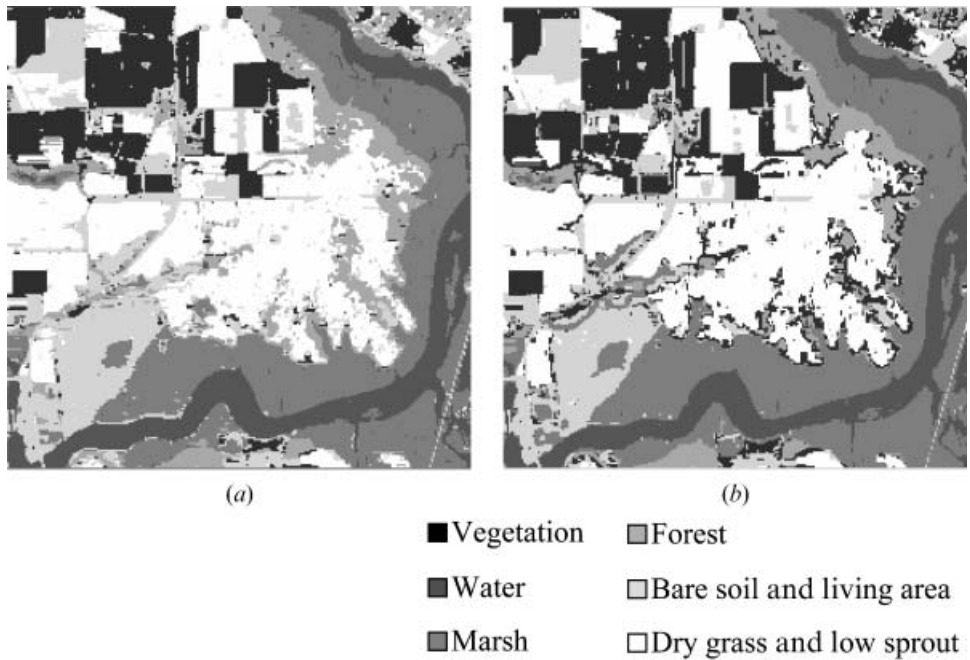 (a) (b)
Vegetation Forest
Water Bare soil and living area
Marsh Dry grass and low sprout